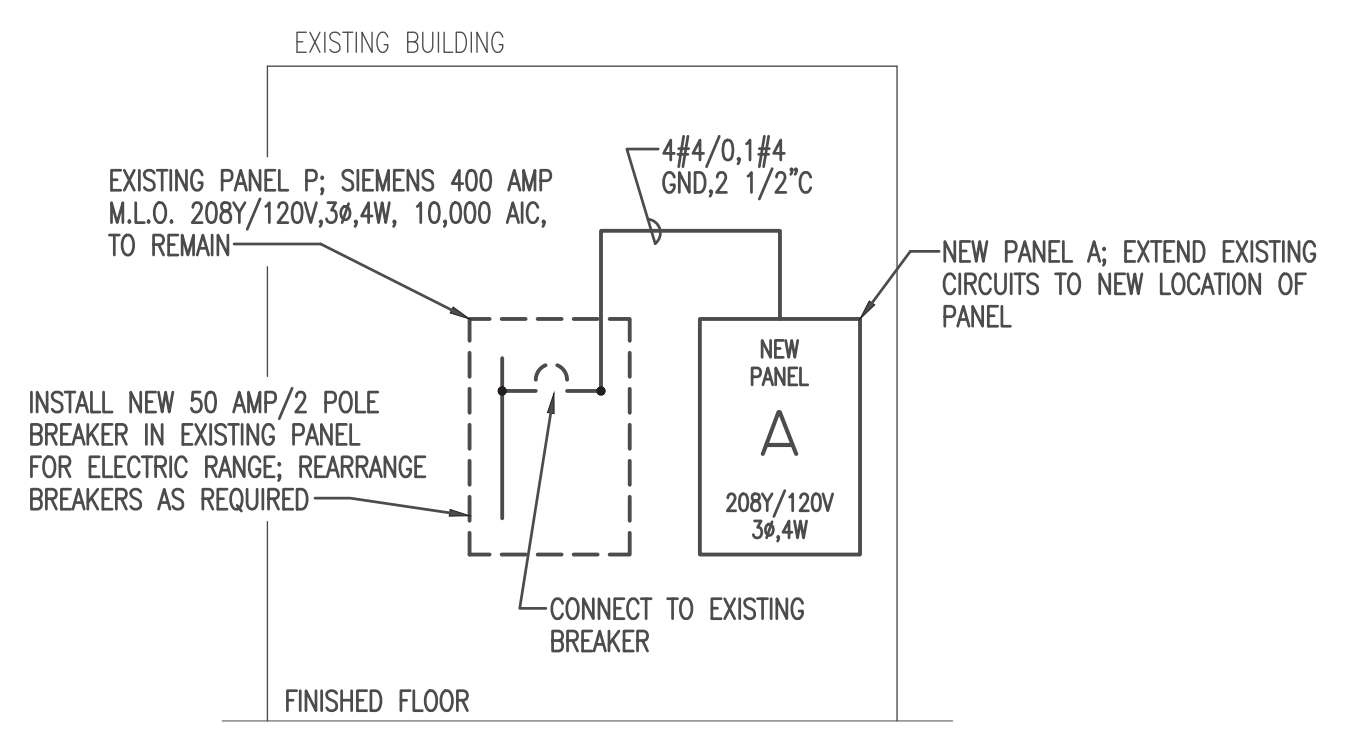 EXISTING BUILDING
4#4/0,1#4
GND,2 1/2"C
EXISTING PANEL P; SIEMENS 400 AMP
M.L.O. 208Y/120V,3ø,4W, 10,000 AIC,
TO REMAIN
NEW PANEL A; EXTEND EXISTING
CIRCUITS TO NEW LOCATION OF
PANEL
NEW
PANEL
A
208Y/120V
3ø,4W
INSTALL NEW 50 AMP/2 POLE
BREAKER IN EXISTING PANEL
FOR ELECTRIC RANGE; REARRANGE
BREAKERS AS REQUIRED
CONNECT TO EXISTING
BREAKER
FINISHED FLOOR